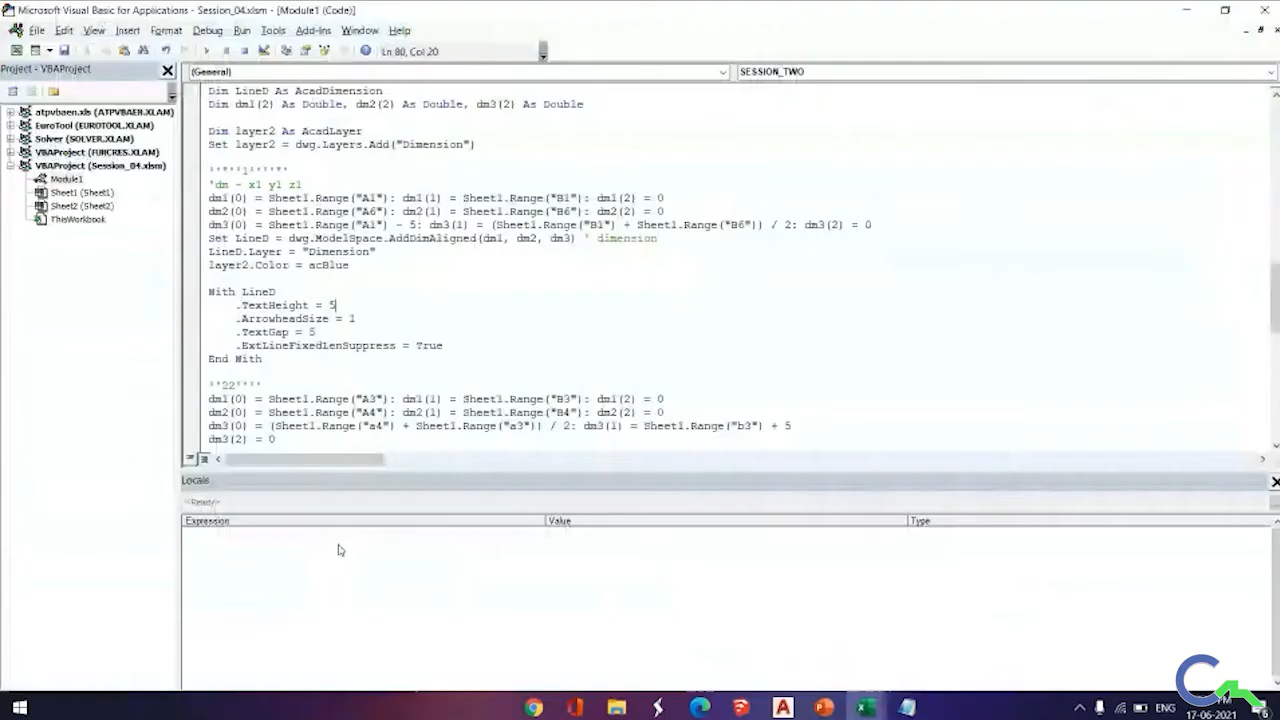 Microsoft Visual Basic for Applications - Session_04.xlsm - [Module1 (Code)]
File Edit View Insert Format Debug Run Tools Add-Ins Window Help
Ln 80, Col 20
Project - VBAProject
(General)
SESSION_TWO
atpvbaen.xls (ATPVBAEN.XLAM)
EuroTool (EUROTOOL.XLAM)
Solver (SOLVER.XLAM)
VBAProject (FUNCRES.XLAM)
VBAProject (Session_04.xlsm)
Module1
Sheet1 (Sheet1)
Sheet2 (Sheet2)
ThisWorkbook
Dim LineD As AcadDimension
Dim dm1(2) As Double, dm2(2) As Double, dm3(2) As Double
Dim layer2 As AcadLayer
Set layer2 = dwg.Layers.Add("Dimension")
'****1*****
'dm - x1 y1 z1
dm1(0) = Sheet1.Range("A1"): dm1(1) = Sheet1.Range("B1"): dm1(2) = 0
dm2(0) = Sheet1.Range("A6"): dm2(1) = Sheet1.Range("B6"): dm2(2) = 0
dm3(0) = Sheet1.Range("A1") - 5: dm3(1) = (Sheet1.Range("B1") + Sheet1.Range("B6")) / 2: dm3(2) = 0
Set LineD = dwg.ModelSpace.AddDimAligned(dm1, dm2, dm3) ' dimension
LineD.Layer = "Dimension"
layer2.Color = acBlue
With LineD
.TextHeight = 5
.ArrowheadSize = 1
.TextGap = 5
.ExtLineFixedLenSuppress = True
End With
'*22****
dm1(0) = Sheet1.Range("A3"): dm1(1) = Sheet1.Range("B3"): dm1(2) = 0
dm2(0) = Sheet1.Range("A4"): dm2(1) = Sheet1.Range("B4"): dm2(2) = 0
dm3(0) = (Sheet1.Range("a4") + Sheet1.Range("a3")) / 2: dm3(1) = Sheet1.Range("b3") + 5
dm3(2) = 0
Locals
<Ready>
Expression Value Type
ENG
17-06-2021